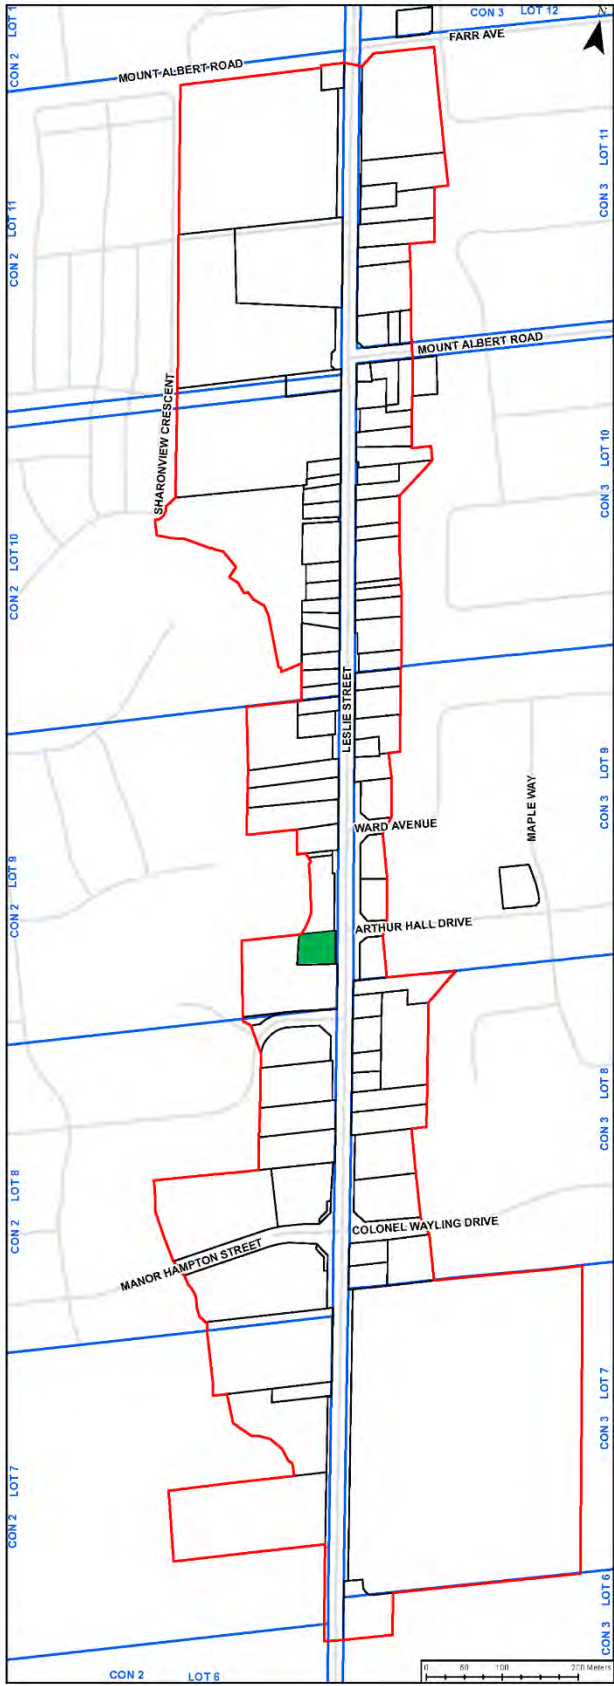 CON 3 LOT 12
N
FARR AVE
CON 2 LOT 1
MOUNT ALBERT ROAD
CON 3 LOT 11
CON 2 LOT 11
MOUNT ALBERT ROAD
SHARONVIEW CRESCENT
CON 3 LOT 10
CON 2 LOT 10
LESLIE STREET
CON 3 LOT 9
MAPLE WAY
WARD AVENUE
CON 2 LOT 9
ARTHUR HALL DRIVE
CON 3 LOT 8
CON 2 LOT 8
COLONEL WAYLING DRIVE
MANOR HAMPTON STREET
CON 3 LOT 7
CON 2 LOT 7
CON 3 LOT 6
CON 2 LOT 6
0 50 100 200 Meters